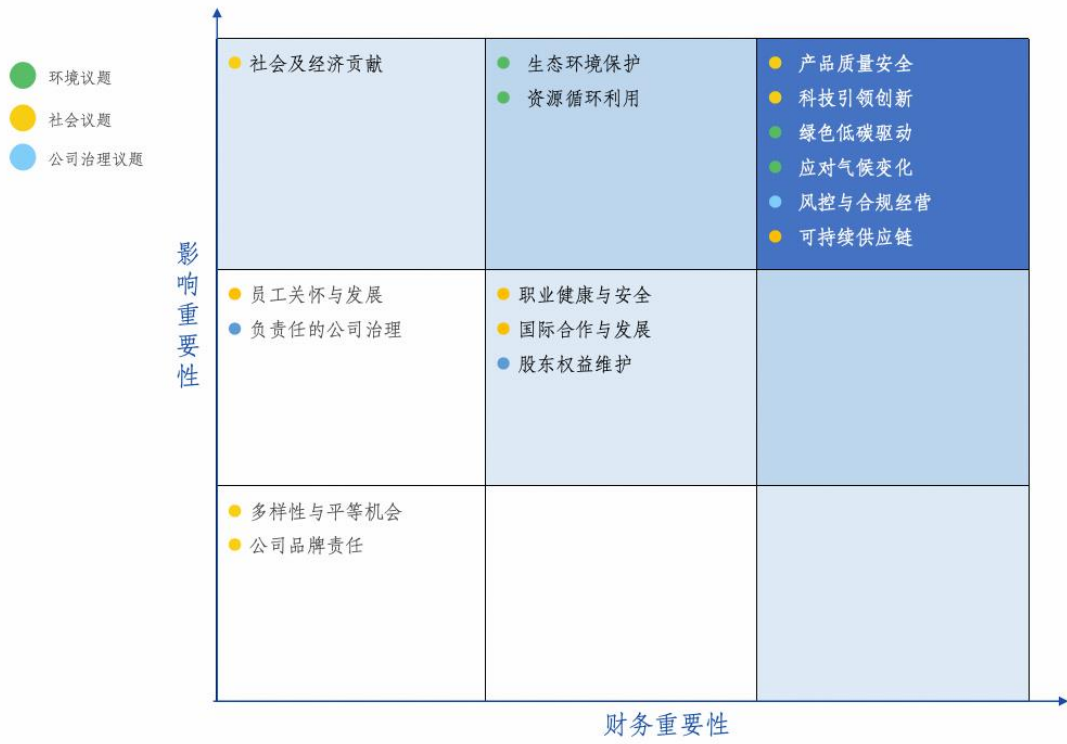 环境议题
社会议题
公司治理议题
影响重要性
社会及经济贡献
生态环境保护
资源循环利用
产品质量安全
科技引领创新
绿色低碳驱动
应对气候变化
风控与合规经营
可持续供应链
员工关怀与发展
负责任的公司治理
职业健康与安全
国际合作与发展
股东权益维护
多样性与平等机会
公司品牌责任
财务重要性